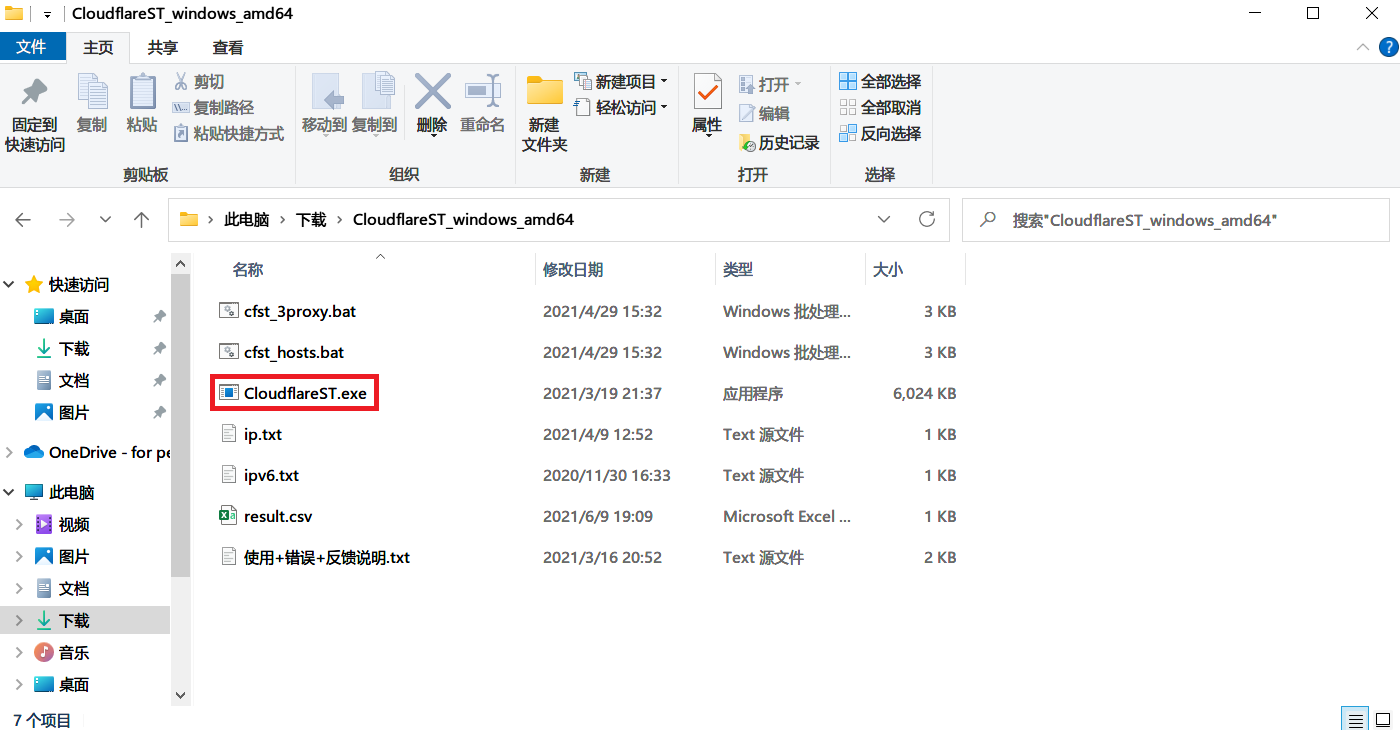 CloudflareST_windows_amd64
文件 主页 共享 查看
固定到
快速访问
复制
粘贴
剪切
复制路径
粘贴快捷方式
剪贴板
移动到 复制到 删除 重命名
组织
新建
文件夹
新建项目
轻松访问
新建
属性
打开
编辑
历史记录
打开
全部选择
全部取消
反向选择
选择
此电脑 下载 CloudflareST_windows_amd64
搜索"CloudflareST_windows_amd64"
快速访问
桌面
下载
文档
图片
OneDrive - for pe
此电脑
视频
图片
文档
下载
音乐
桌面
名称 修改日期 类型 大小
cfst_3proxy.bat 2021/4/29 15:32 Windows 批处理... 3 KB
cfst_hosts.bat 2021/4/29 15:32 Windows 批处理... 3 KB
CloudflareST.exe 2021/3/19 21:37 应用程序 6,024 KB
ip.txt 2021/4/9 12:52 Text 源文件 1 KB
ipv6.txt 2020/11/30 16:33 Text 源文件 1 KB
result.csv 2021/6/9 19:09 Microsoft Excel ... 1 KB
使用+错误+反馈说明.txt 2021/3/16 20:52 Text 源文件 2 KB
7 个项目